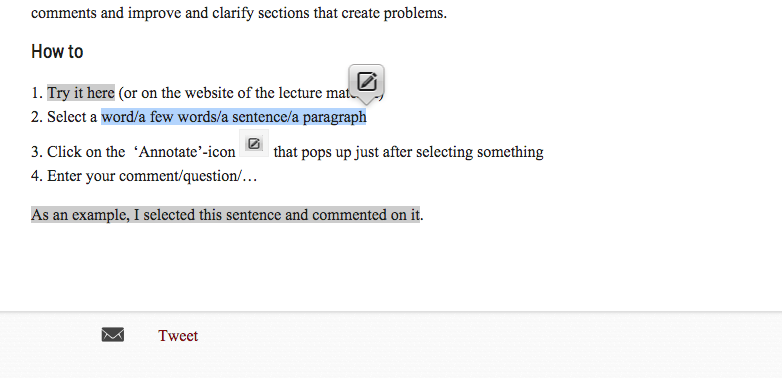 comments and improve and clarify sections that create problems.
How to
1. Try it here (or on the website of the lecture
2. Select a word/a few words/a sentence/a paragraph
3. Click on the ‘Annotate’-icon that pops up just after selecting something
4. Enter your comment/question/…
As an example, I selected this sentence and commented on it.
Tweet